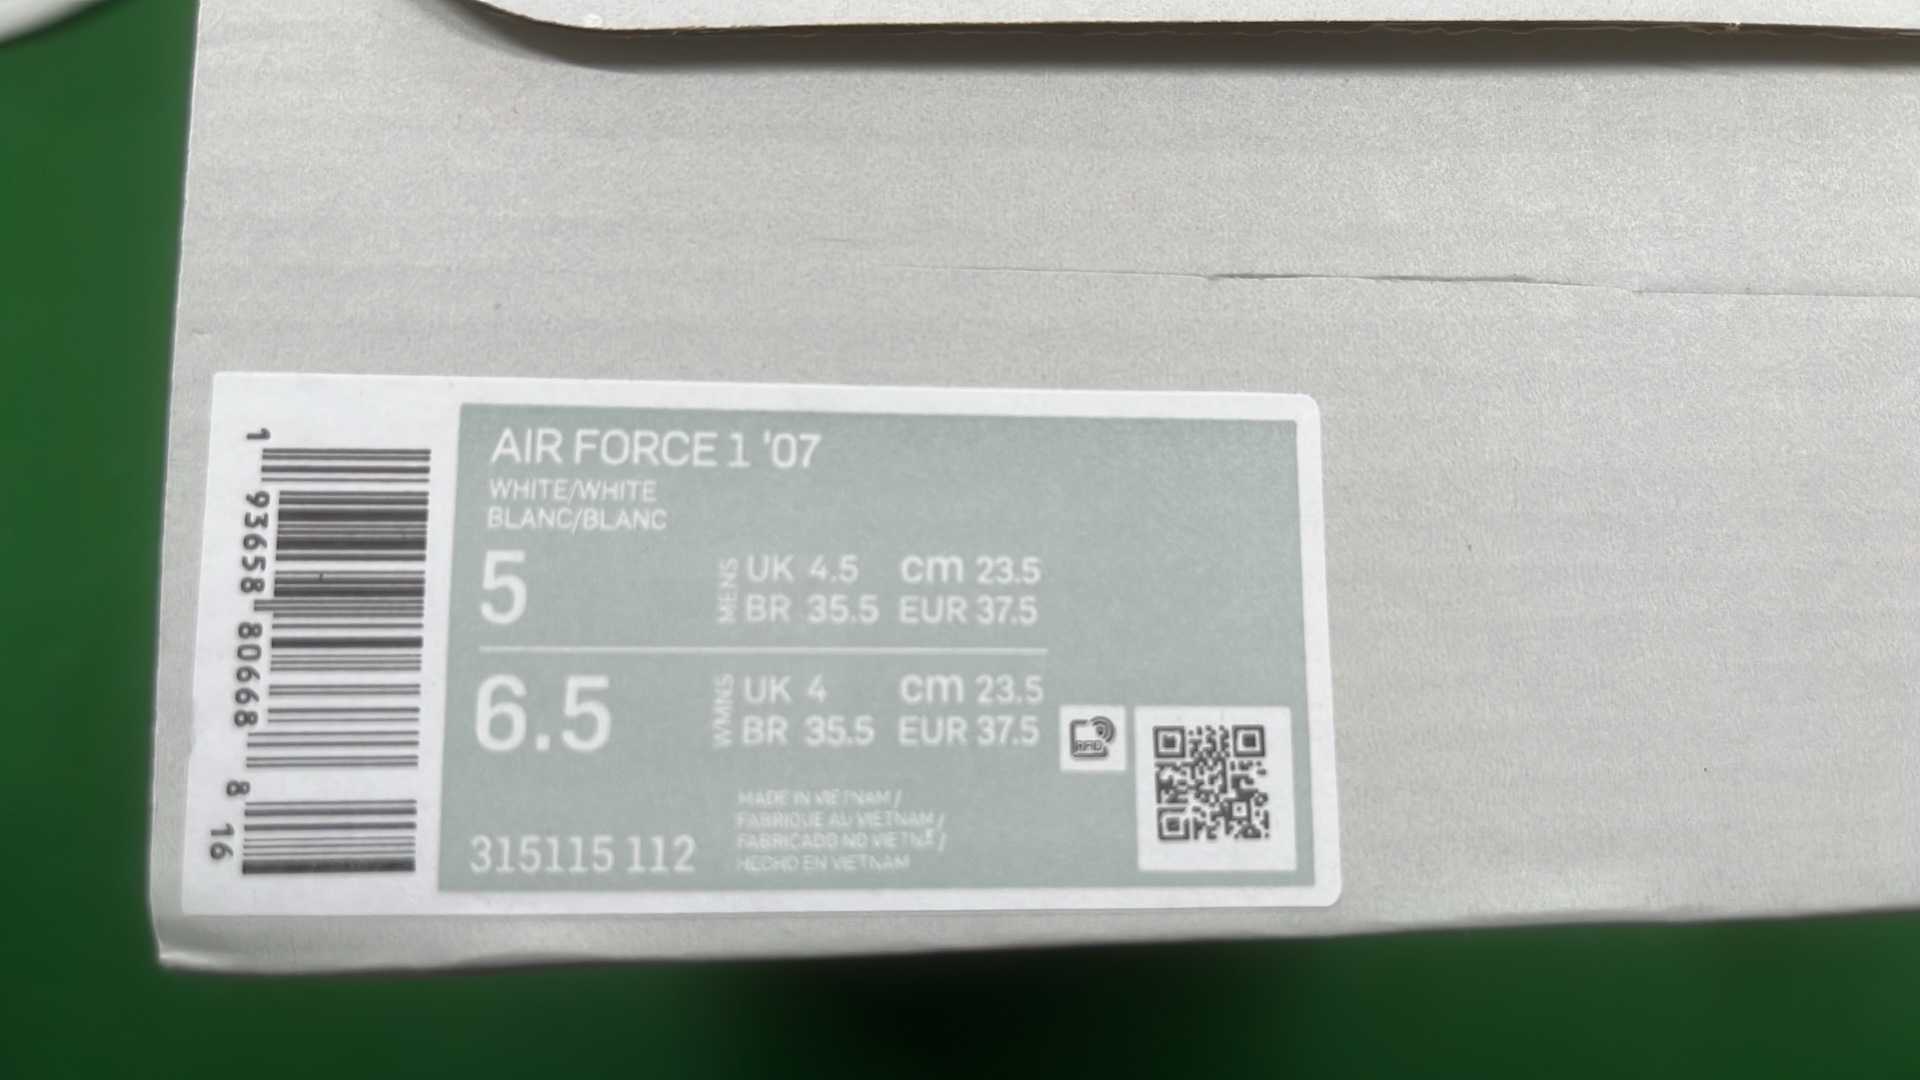 1 93658 80668 8 16
AIR FORCE 1 '07
WHITE/WHITE
BLANC/BLANC
5 MENS UK 4.5 cm 23.5
BR 35.5 EUR 37.5
6.5 WMNS UK 4 cm 23.5
BR 35.5 EUR 37.5
RFID
MADE IN VIETNAM/
FABRIQUE AU VIETNAM/
FABRICADO NO
HECHO EN VIETNAM
315115 112